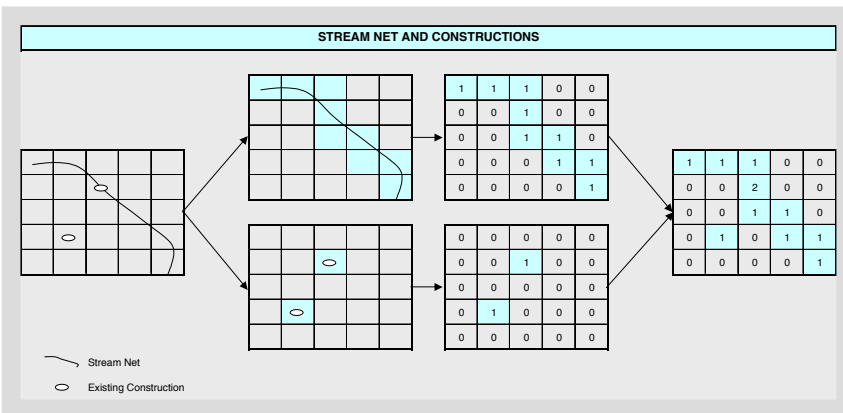 STREAM NET AND CONSTRUCTIONS
1 1 1 0 0
0 0 1 0 0
0 0 1 1 0
0 0 0 1 1
0 0 0 0 1
0 0 0 0 0
0 0 1 0 0
0 0 0 0 0
0 1 0 0 0
0 0 0 0 0
1 1 1 0 0
0 0 2 0 0
0 0 1 1 0
0 1 0 1 1
0 0 0 0 1
Stream Net
Existing Construction